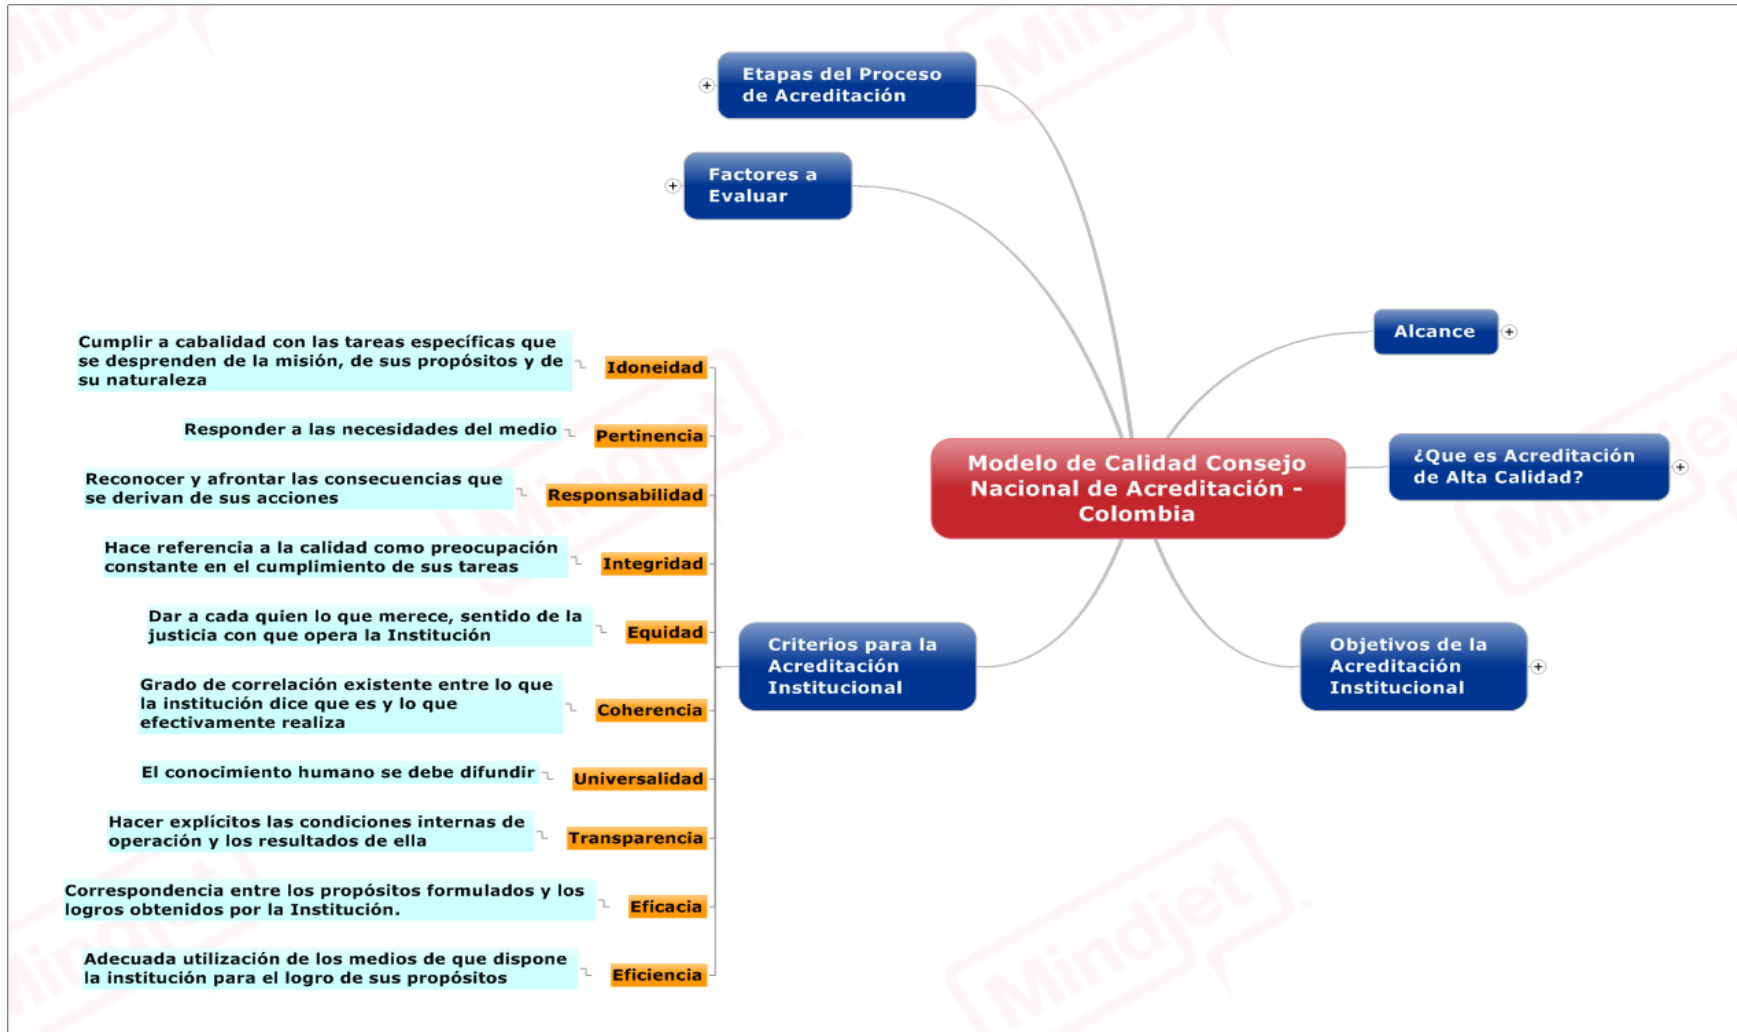 Etapas del Proceso
de Acreditación
Factores a
Evaluar
Alcance
¿Que es Acreditación
de Alta Calidad?
Modelo de Calidad Consejo
Nacional de Acreditación -
Colombia
Objetivos de la
Acreditación
Institucional
Criterios para la
Acreditación
Institucional
Idoneidad
Cumplir a cabalidad con las tareas específicas que
se desprenden de la misión, de sus propósitos y de
su naturaleza
Pertinencia
Responder a las necesidades del medio
Responsabilidad
Reconocer y afrontar las consecuencias que
se derivan de sus acciones
Integridad
Hace referencia a la calidad como preocupación
constante en el cumplimiento de sus tareas
Equidad
Dar a cada quien lo que merece, sentido de la
justicia con que opera la Institución
Coherencia
Grado de correlación existente entre lo que
la institución dice que es y lo que
efectivamente realiza
Universalidad
El conocimiento humano se debe difundir
Transparencia
Hacer explícitos las condiciones internas de
operación y los resultados de ella
Eficacia
Correspondencia entre los propósitos formulados y los
logros obtenidos por la Institución.
Eficiencia
Adecuada utilización de los medios de que dispone
la institución para el logro de sus propósitos
Mindjet
Mindjet
Mindjet
Mindjet
Mindjet
Mindjet